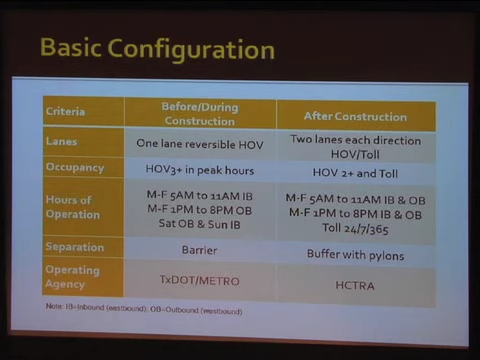 Basic Configuration
Criteria
Before/During
Construction
After Construction
Lanes
One lane reversible HOV
Two lanes each direction
HOV/Toll
Occupancy
HOV3+ in peak hours
HOV 2+ and Toll
Hours of
Operation
M-F 5AM to 11AM IB
M-F 1PM to 8PM OB
Sat OB & Sun IB
M-F 5AM to 11AM IB & OB
M-F 1PM to 8PM IB & OB
Toll 24/7/365
Separation
Barrier
Buffer with pylons
Operating
Agency
TxDOT/METRO
HCTRA
Note: IB=Inbound (eastbound); OB=Outbound (westbound)